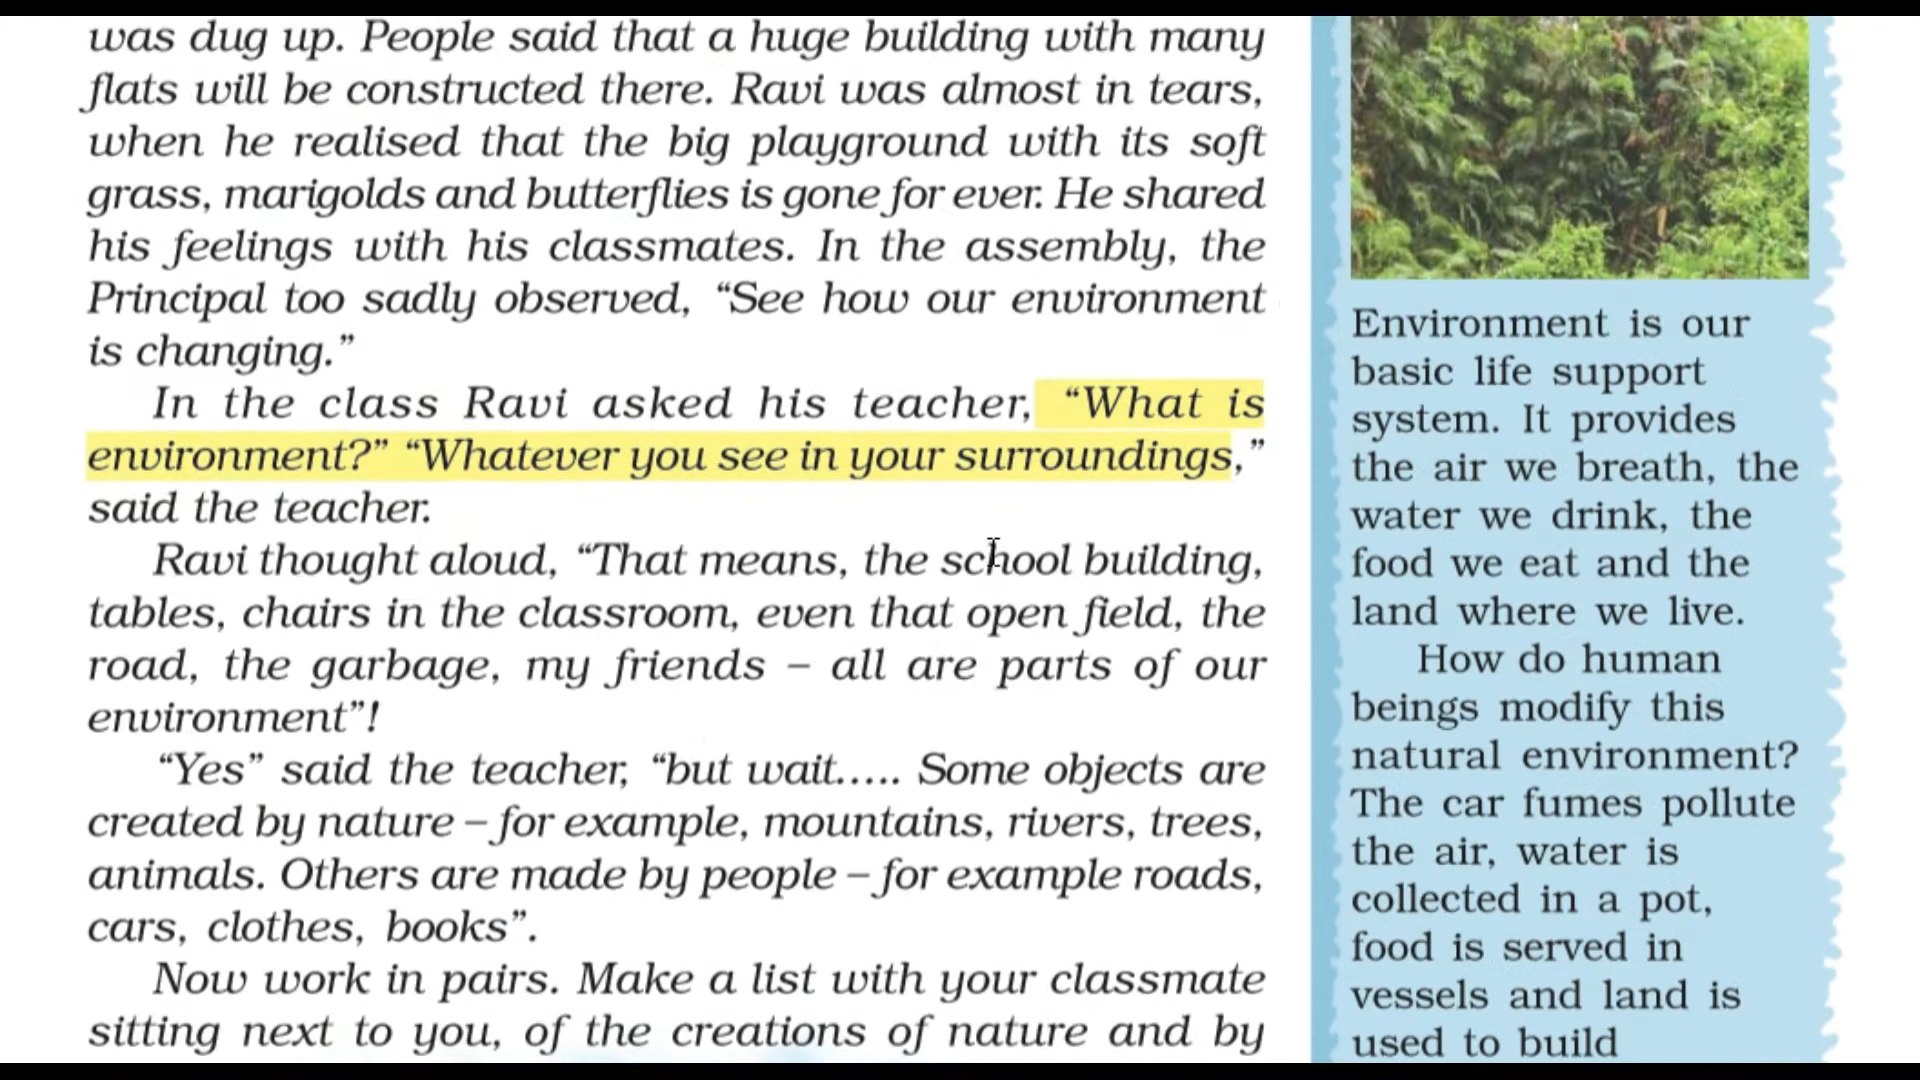 was dug up. People said that a huge building with many
flats will be constructed there. Ravi was almost in tears,
when he realised that the big playground with its soft
grass, marigolds and butterflies is gone for ever. He shared
his feelings with his classmates. In the assembly, the
Principal too sadly observed, “See how our environment
is changing.”
In the class Ravi asked his teacher, “What is
environment?” “Whatever you see in your surroundings,”
said the teacher.
Ravi thought aloud, “That means, the school building,
tables, chairs in the classroom, even that open field, the
road, the garbage, my friends – all are parts of our
environment”!
“Yes” said the teacher, “but wait..... Some objects are
created by nature – for example, mountains, rivers, trees,
animals. Others are made by people – for example roads,
cars, clothes, books”.
Now work in pairs. Make a list with your classmate
sitting next to you, of the creations of nature and by
Environment is our
basic life support
system. It provides
the air we breath, the
water we drink, the
food we eat and the
land where we live.
How do human
beings modify this
natural environment?
The car fumes pollute
the air, water is
collected in a pot,
food is served in
vessels and land is
used to build